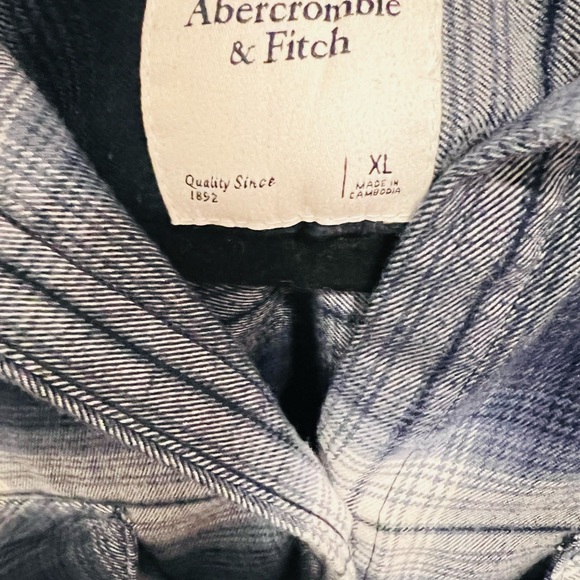 Abercrombie
& Fitch
Quality Since
1892
XL
MADE IN
CAMBODIA